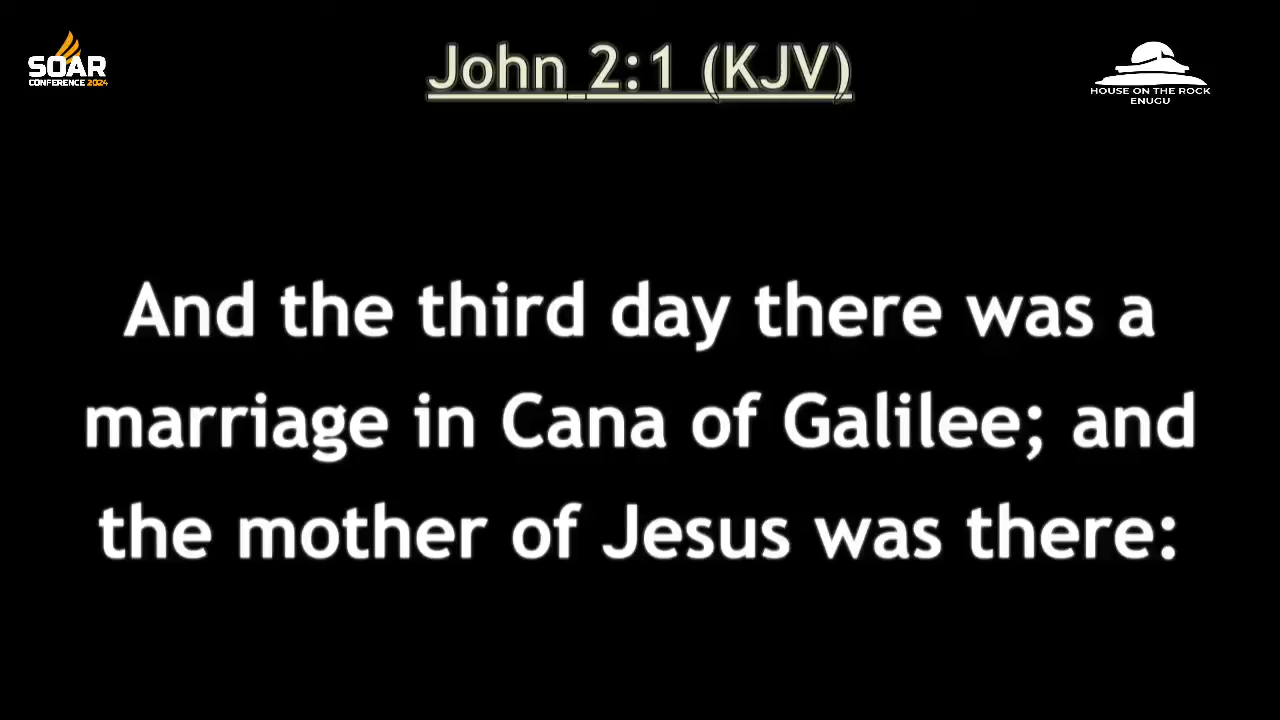 SOAR
CONFERENCE 2024
John 2:1 (KJV)
HOUSE ON THE ROCK
ENUGU
And the third day there was a
marriage in Cana of Galilee; and
the mother of Jesus was there: